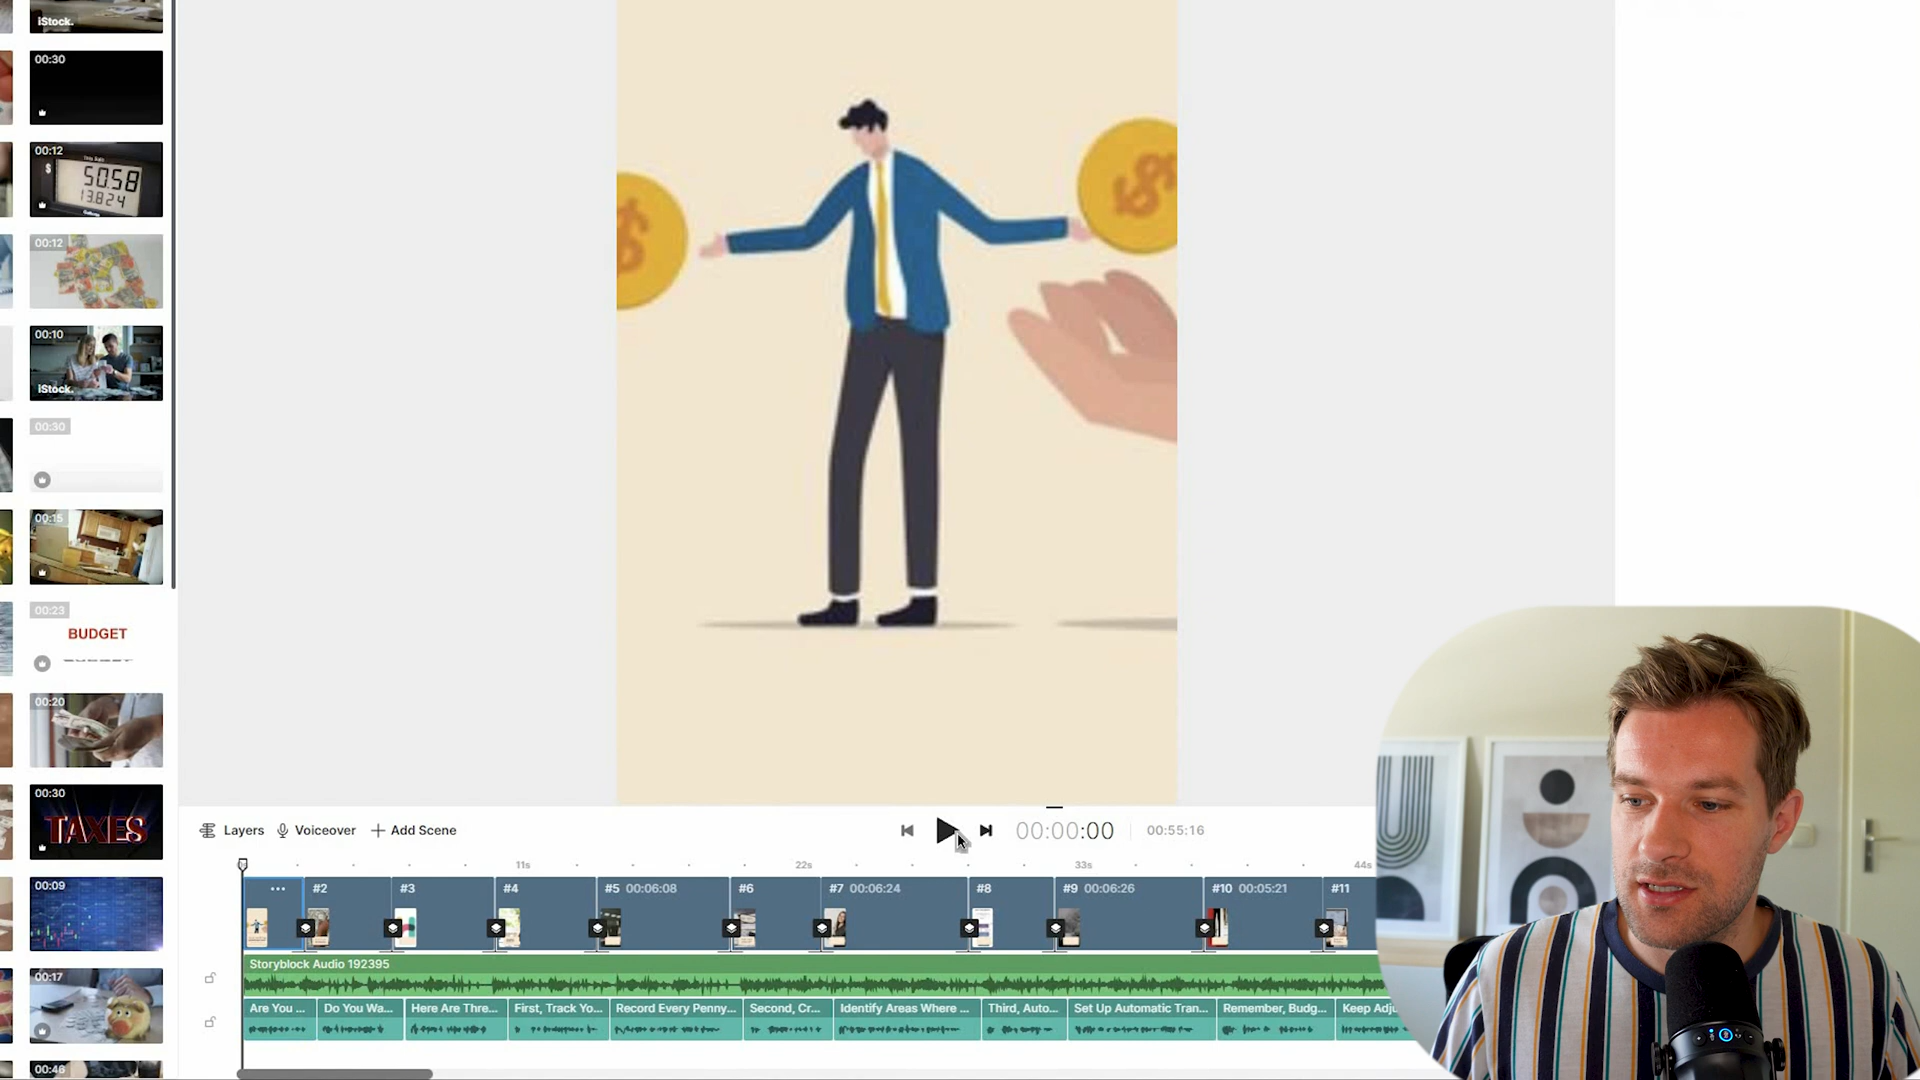 iStock.
00:30
00:12
$ 50.58
13.824
00:12
00:10
iStock.
00:30
00:15
00:23
BUDGET
00:20
00:30
TAXES
00:09
00:17
00:46
$
$
Layers Voiceover + Add Scene
00:00:00 00:55:16
11s 22s 33s 44s
#2 #3 #4 #5 00:06:08 #6 #7 00:06:24 #8 #9 00:06:26 #10 00:05:21 #11
Storyblock Audio 192395
Are You ... Do You Wa... Here Are Thre... First, Track Yo... Record Every Penny... Second, Cr... Identify Areas Where ... Third, Auto... Set Up Automatic Tran... Remember, Budg... Keep Adju